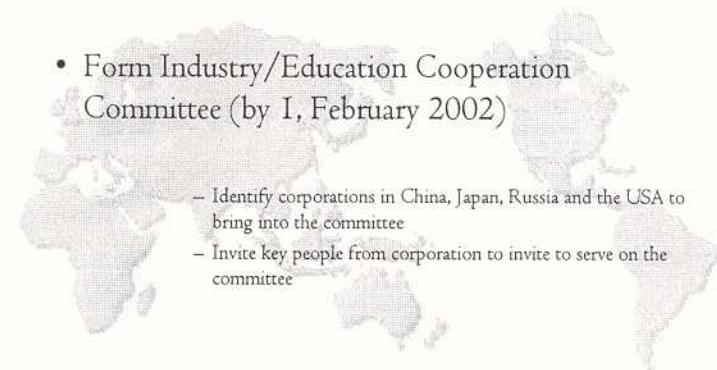 • Form Industry/Education Cooperation
Committee (by 1, February 2002)
– Identify corporations in China, Japan, Russia and the USA to
bring into the committee
– Invite key people from corporation to invite to serve on the
committee